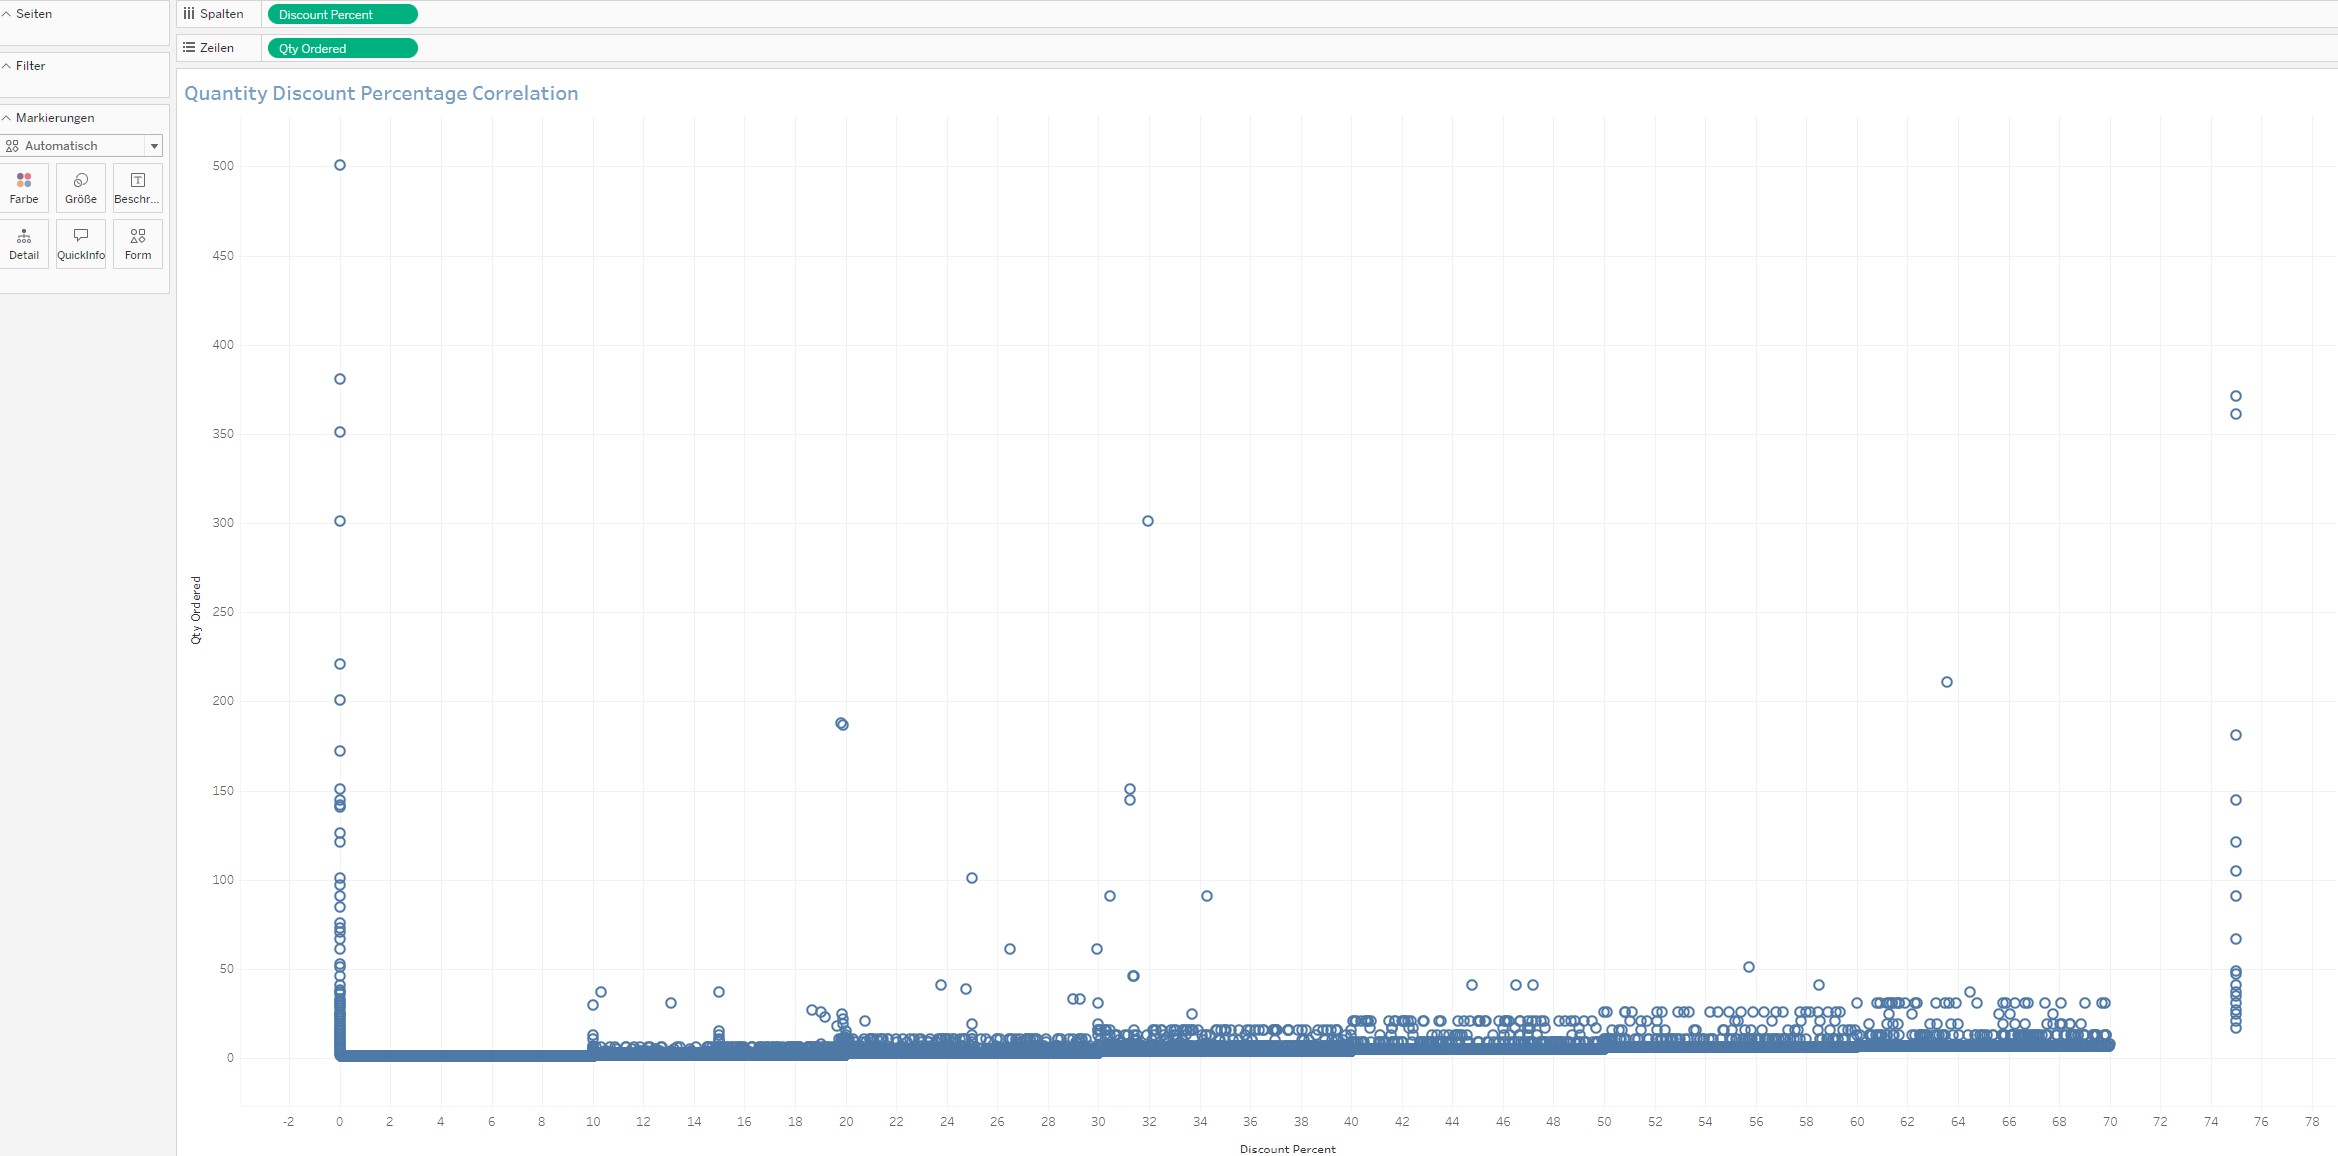 Seiten
Spalten
Discount Percent
Zeilen
Qty Ordered
Filter
Markierungen
Automatisch
Farbe
Größe
Beschr...
Detail
QuickInfo
Form
Quantity Discount Percentage Correlation
500
450
400
350
300
250
200
150
100
50
0
Qty Ordered
-2 0 2 4 6 8 10 12 14 16 18 20 22 24 26 28 30 32 34 36 38 40 42 44 46 48 50 52 54 56 58 60 62 64 66 68 70 72 74 76 78
Discount Percent